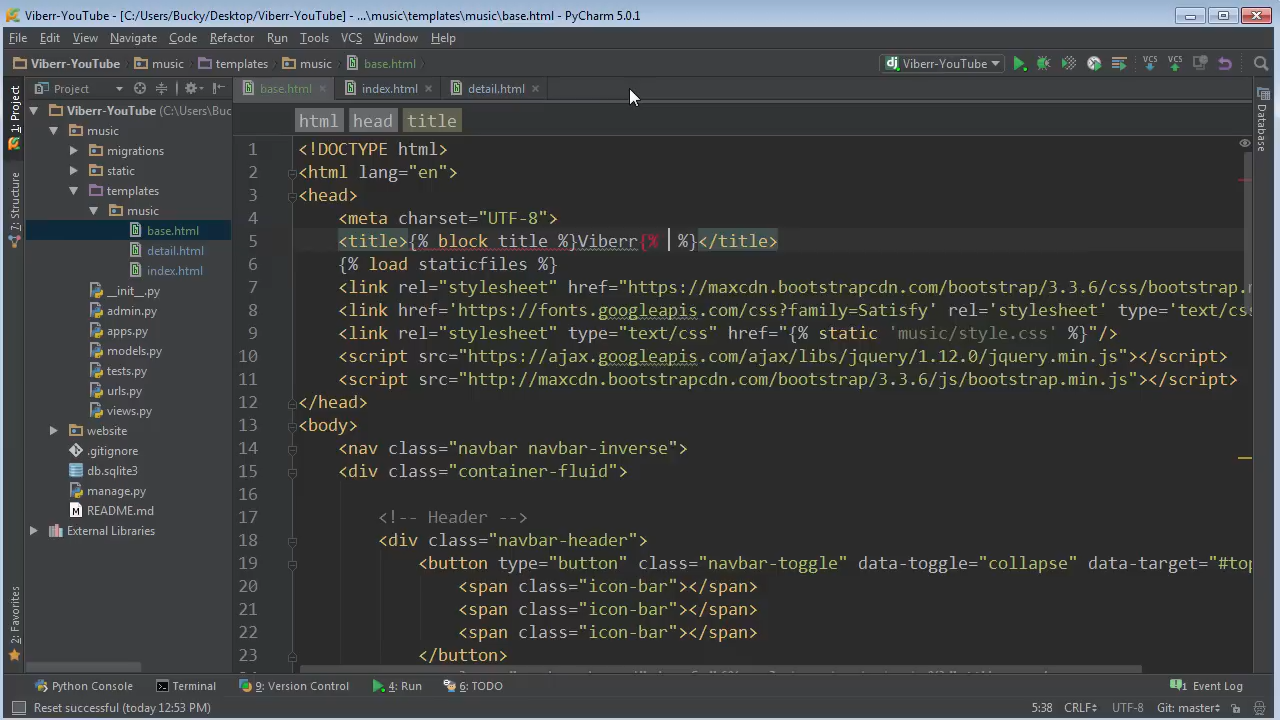 Viberr-YouTube - [C:/Users/Bucky/Desktop/Viberr-YouTube] - ...\music\templates\music\base.html - PyCharm 5.0.1
File Edit View Navigate Code Refactor Run Tools VCS Window Help
Viberr-YouTube music templates music base.html Viberr-YouTube VCS VCS
1: Project
7: Structure
2: Favorites
Project
Viberr-YouTube (C:/Users/Buc
music
migrations
static
templates
music
base.html
detail.html
index.html
__init__.py
admin.py
apps.py
models.py
tests.py
urls.py
views.py
website
.gitignore
db.sqlite3
manage.py
README.md
External Libraries
base.html index.html detail.html
html head title
1 <!DOCTYPE html>
2 <html lang="en">
3 <head>
4 <meta charset="UTF-8">
5 <title>{% block title %}Viberr{% %}</title>
6 {% load staticfiles %}
7 <link rel="stylesheet" href="https://maxcdn.bootstrapcdn.com/bootstrap/3.3.6/css/bootstrap.m
8 <link href='https://fonts.googleapis.com/css?family=Satisfy' rel='stylesheet' type='text/css
9 <link rel="stylesheet" type="text/css" href="{% static 'music/style.css' %}"/>
10 <script src="https://ajax.googleapis.com/ajax/libs/jquery/1.12.0/jquery.min.js"></script>
11 <script src="http://maxcdn.bootstrapcdn.com/bootstrap/3.3.6/js/bootstrap.min.js"></script>
12 </head>
13 <body>
14 <nav class="navbar navbar-inverse">
15 <div class="container-fluid">
16
17 <!-- Header -->
18 <div class="navbar-header">
19 <button type="button" class="navbar-toggle" data-toggle="collapse" data-target="#top
20 <span class="icon-bar"></span>
21 <span class="icon-bar"></span>
22 <span class="icon-bar"></span>
23 </button>
Database
Python Console Terminal 9: Version Control 4: Run 6: TODO 1 Event Log
Reset successful (today 12:53 PM) 5:38 CRLF UTF-8 Git: master